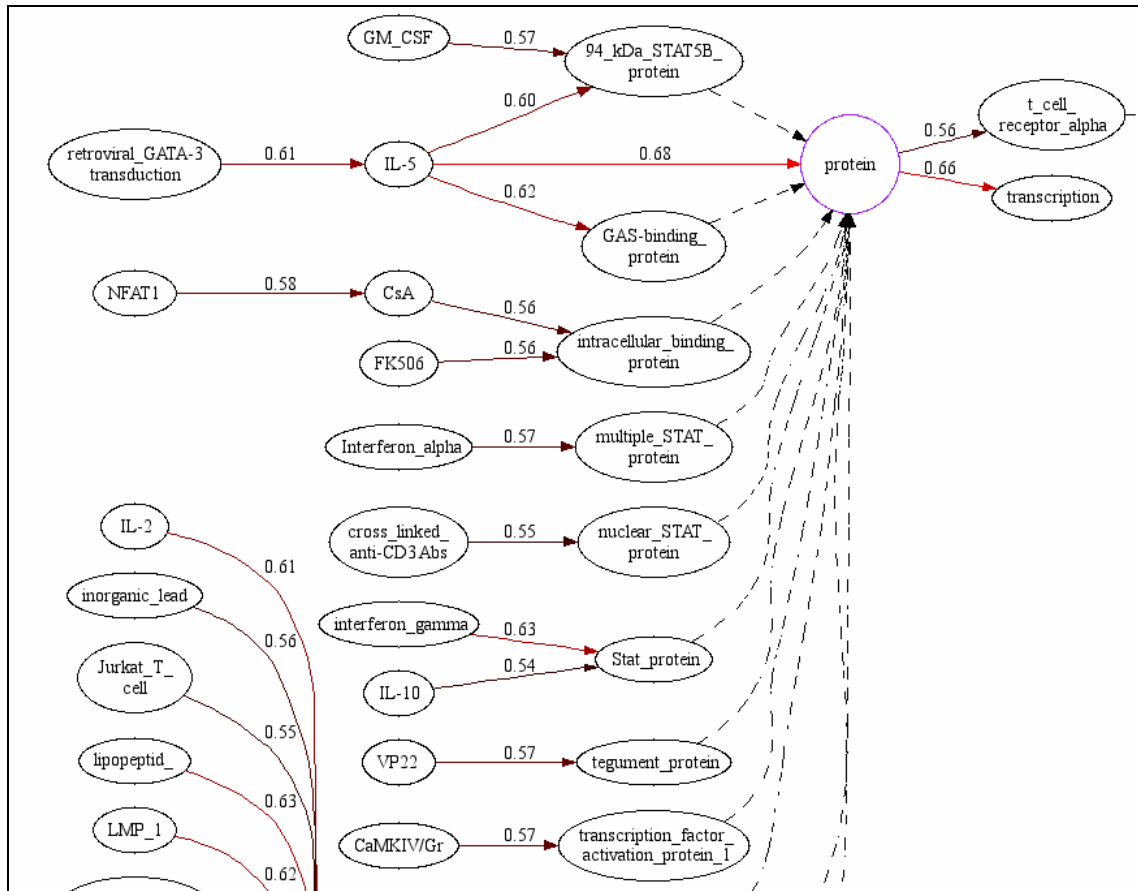 GM_CSF
0.57
94_kDa_STAT5B_
protein
t_cell_
receptor_alpha
0.60
0.56
retroviral_GATA-3
transduction
0.61
IL-5
0.68
protein
0.66
transcription
0.62
GAS-binding_
protein
NFAT1
0.58
CsA
0.56
intracellular_binding_
protein
FK506
0.56
Interferon_alpha
0.57
multiple_STAT_
protein
IL-2
cross_linked_
anti-CD3Abs
0.55
nuclear_STAT_
protein
0.61
inorganic_lead
interferon_gamma
0.63
0.56
Stat_protein
Jurkat_T_
cell
IL-10
0.54
0.55
lipopeptid_
VP22
0.57
tegument_protein
0.63
LMP_1
CaMKIV/Gr
0.57
transcription_factor_
activation_protein_1
0.62